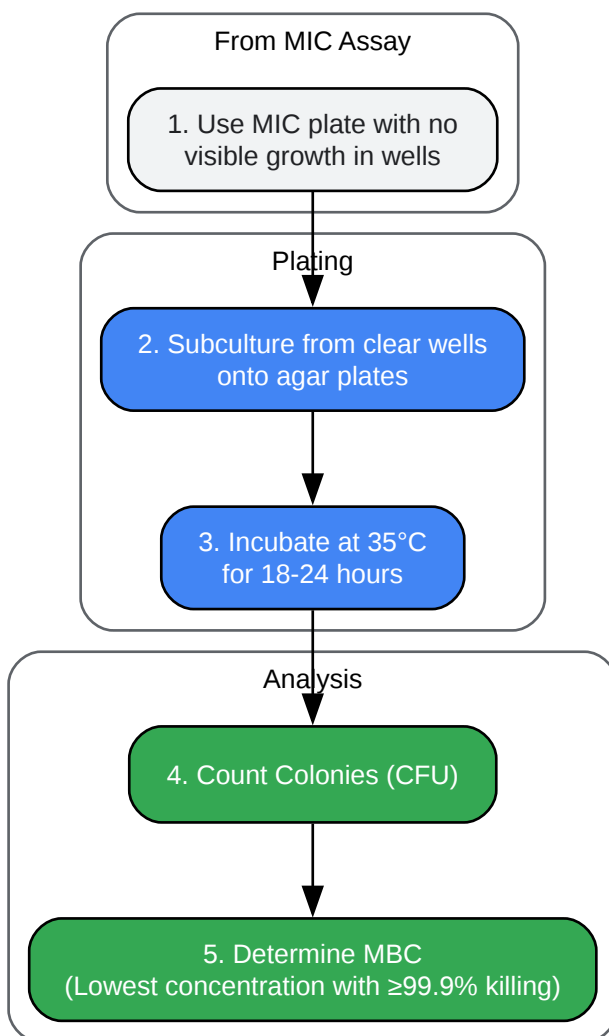 From MIC Assay
1. Use MIC plate with no
visible growth in wells
Plating
2. Subculture from clear wells
onto agar plates
3. Incubate at 35°C
for 18-24 hours
Analysis
4. Count Colonies (CFU)
5. Determine MBC
(Lowest concentration with ≥99.9% killing)